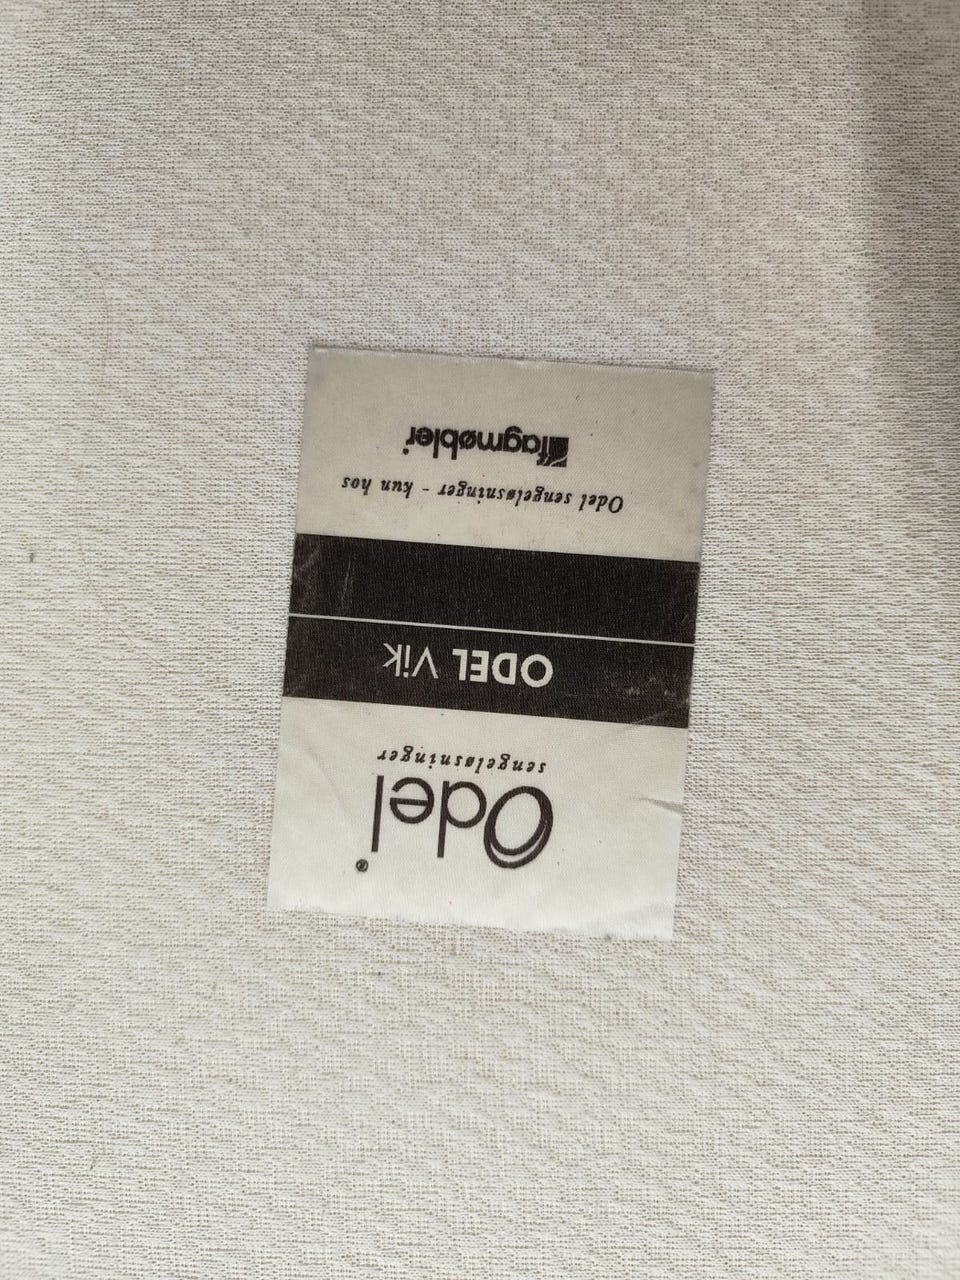 Odel®
sengeløsninger
ODEL Vik
Odel sengeløsninger - kun hos
fagmøbler